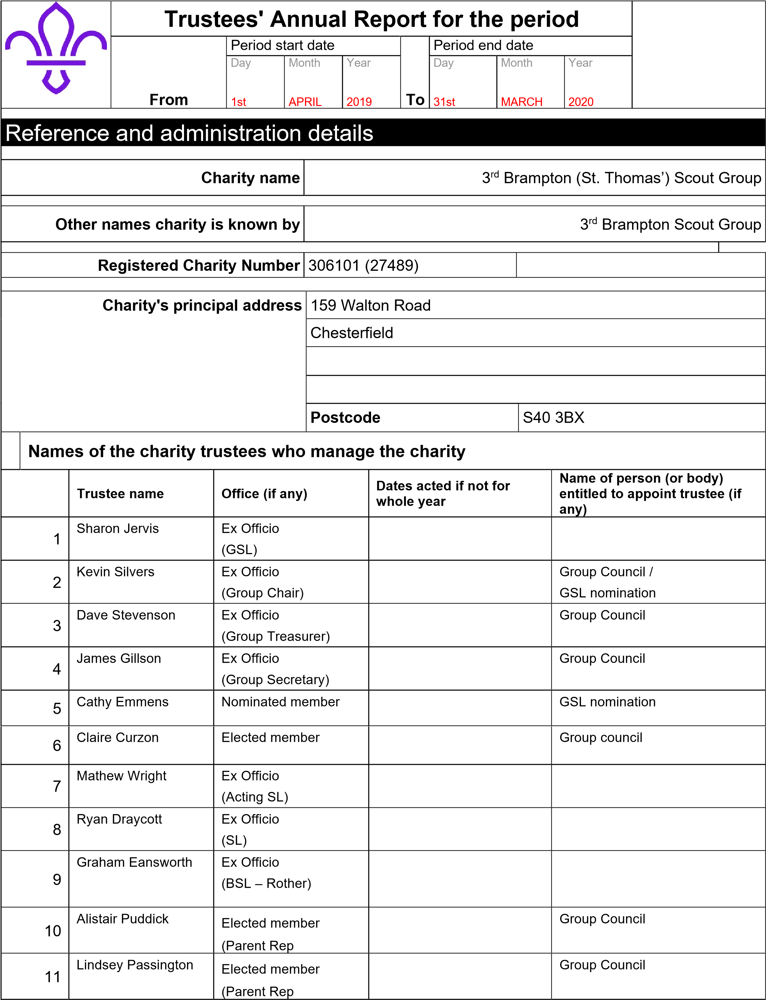 Trustees' Annual Report for the period
Period start date
Period end date
Day Month Year
Day Month Year
From 1st APRIL 2019 To 31st MARCH 2020
Reference and administration details
Charity name 3rd Brampton (St. Thomas’) Scout Group
Other names charity is known by 3rd Brampton Scout Group
Registered Charity Number 306101 (27489)
Charity's principal address 159 Walton Road
Chesterfield
Postcode S40 3BX
Names of the charity trustees who manage the charity
Trustee name
Office (if any)
Dates acted if not for
whole year
Name of person (or body)
entitled to appoint trustee (if
any)
1 Sharon Jervis Ex Officio
(GSL)
2 Kevin Silvers Ex Officio Group Council /
(Group Chair) GSL nomination
3 Dave Stevenson Ex Officio Group Council
(Group Treasurer)
4 James Gillson Ex Officio Group Council
(Group Secretary)
5 Cathy Emmens Nominated member GSL nomination
6 Claire Curzon Elected member Group council
7 Mathew Wright Ex Officio
(Acting SL)
8 Ryan Draycott Ex Officio
(SL)
9 Graham Eansworth Ex Officio
(BSL – Rother)
10 Alistair Puddick Elected member Group Council
(Parent Rep
11 Lindsey Passington Elected member Group Council
(Parent Rep